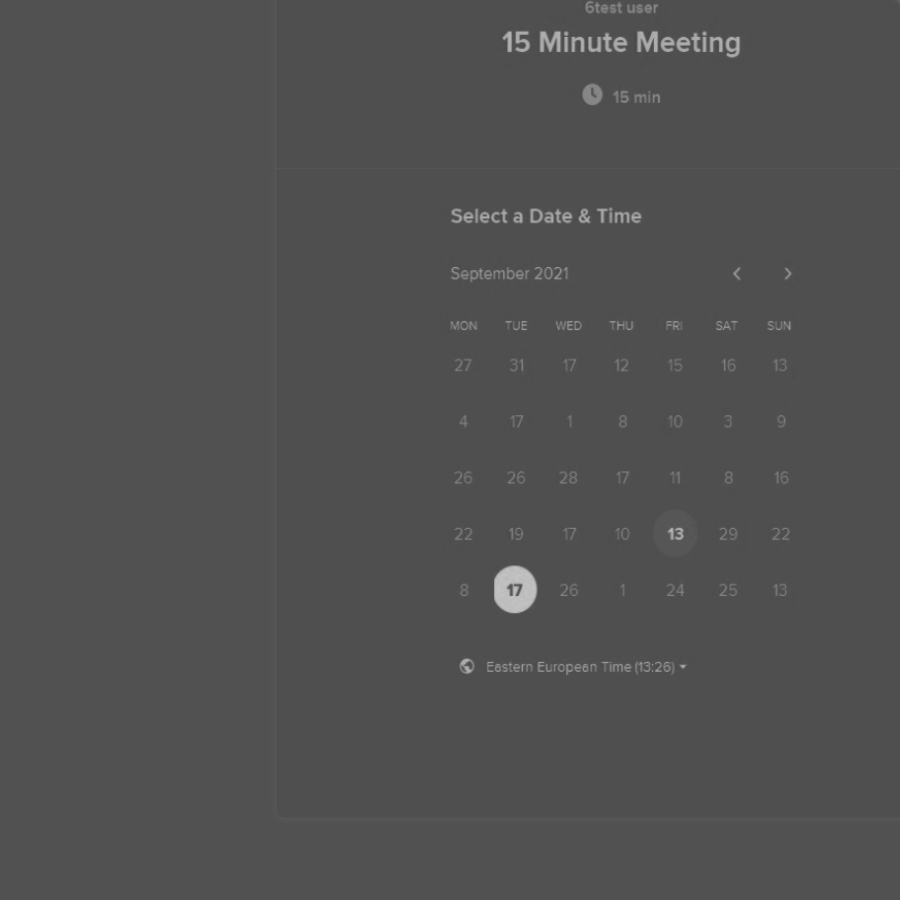 6test user
15 Minute Meeting
15 min
Select a Date & Time
September 2021
MON TUE WED THU FRI SAT SUN
27 31 17 12 15 16 13
4 17 1 8 10 3 9
26 26 28 17 11 8 16
22 19 17 10 13 29 22
8 17 26 1 24 25 13
Eastern European Time (13:26)